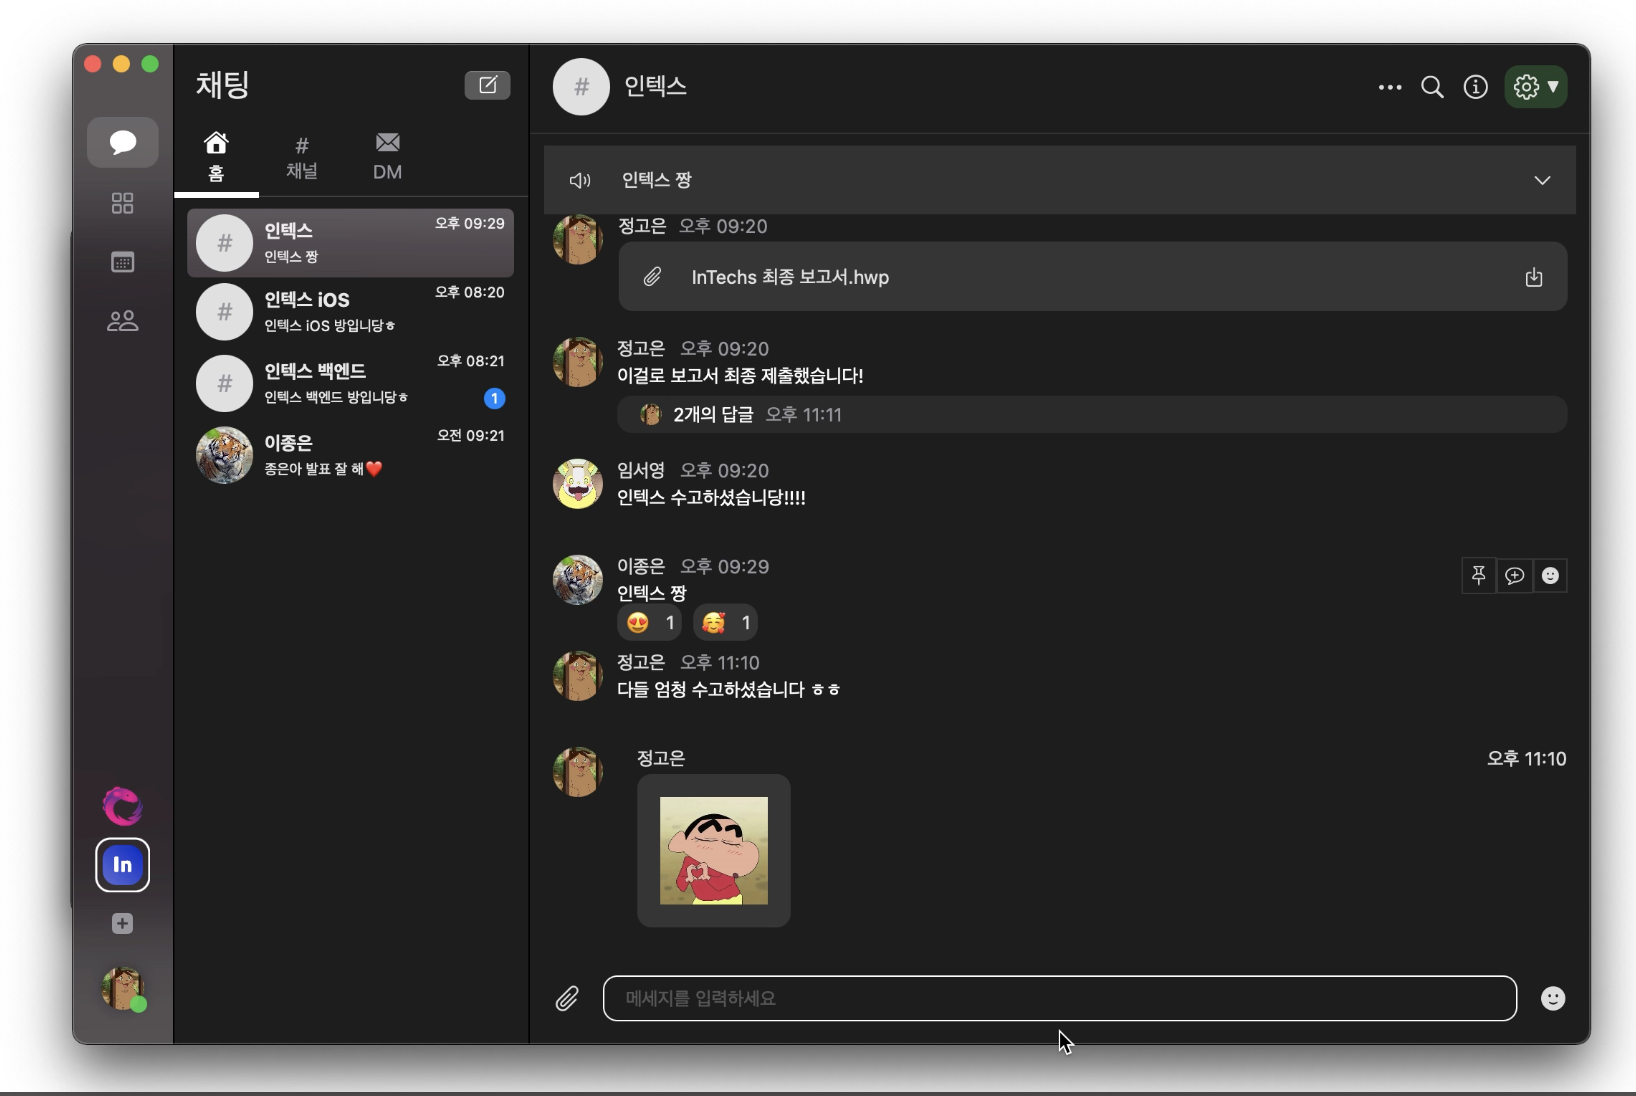 채팅
홈
# 채널
DM
# 인텍스 오후 09:29
인텍스 짱
# 인텍스 iOS 오후 08:20
인텍스 iOS 방입니당ㅎ
# 인텍스 백엔드 오후 08:21
인텍스 백엔드 방입니당ㅎ 1
이종은 오전 09:21
종은아 발표 잘 해❤️
In
# 인텍스
인텍스 짱
정고은 오후 09:20
InTechs 최종 보고서.hwp
정고은 오후 09:20
이걸로 보고서 최종 제출했습니다!
2개의 답글 오후 11:11
임서영 오후 09:20
인텍스 수고하셨습니당!!!!
이종은 오후 09:29
인텍스 짱
😍 1 🥰 1
정고은 오후 11:10
다들 엄청 수고하셨습니다 ㅎㅎ
정고은 오후 11:10
메세지를 입력하세요